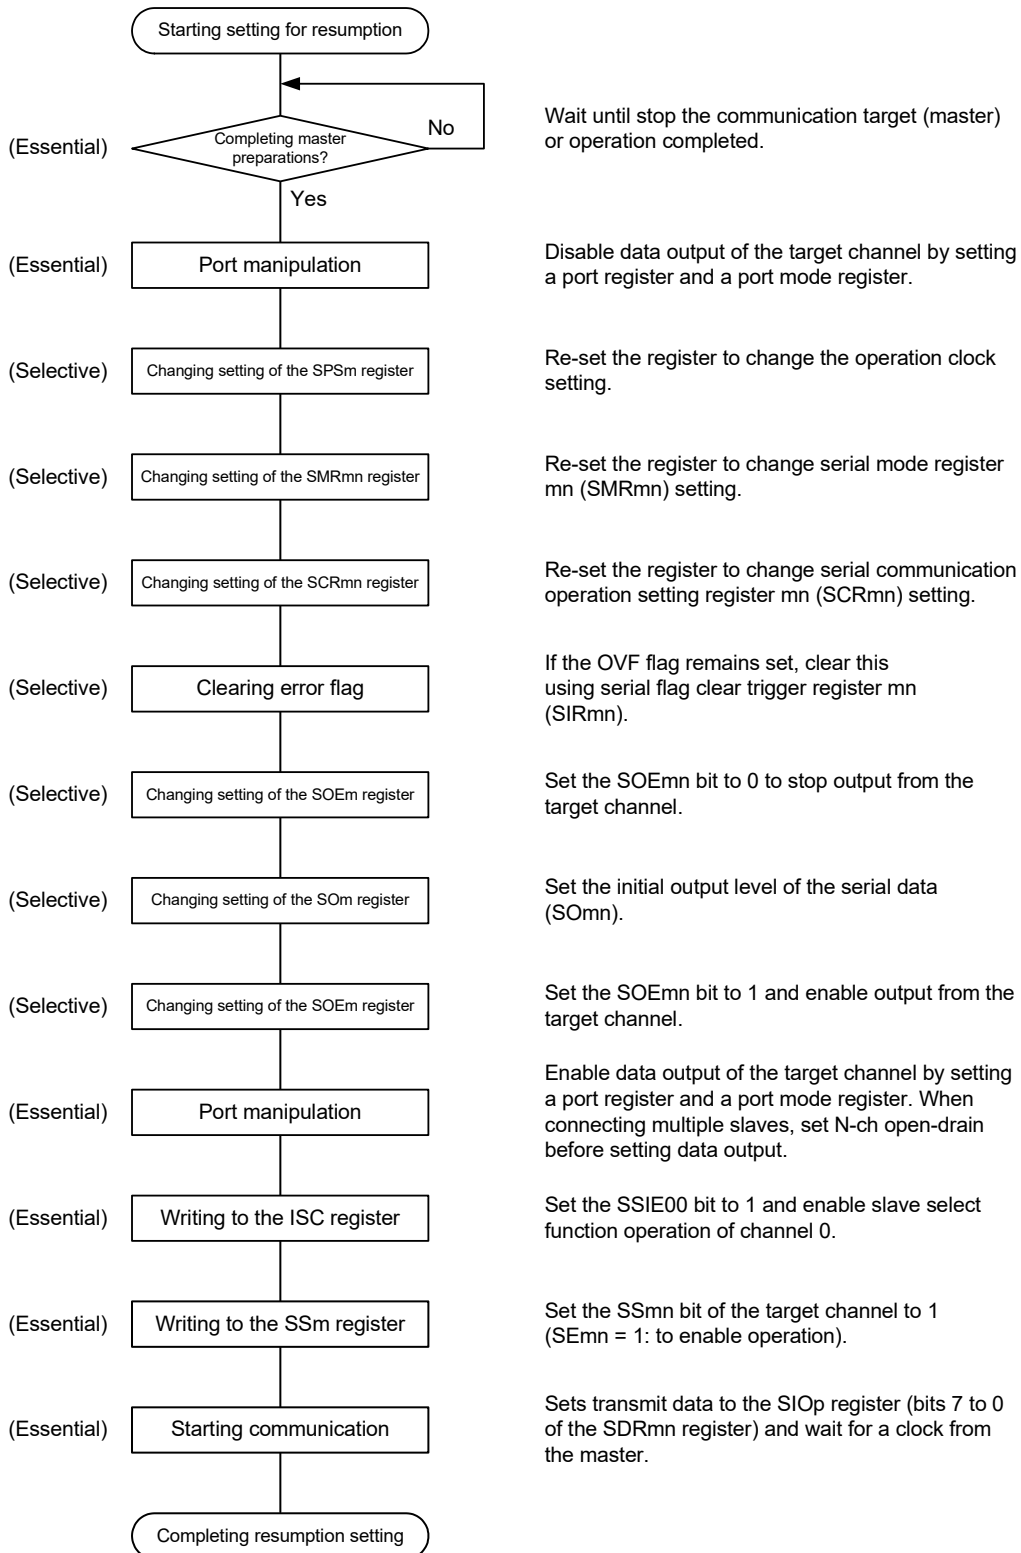 Starting setting for resumption
(Essential)
Completing master
preparations?
No
Yes
Wait until stop the communication target (master)
or operation completed.
(Essential)
Port manipulation
Disable data output of the target channel by setting
a port register and a port mode register.
(Selective)
Changing setting of the SPSm register
Re-set the register to change the operation clock
setting.
(Selective)
Changing setting of the SMRmn register
Re-set the register to change serial mode register
mn (SMRmn) setting.
(Selective)
Changing setting of the SCRmn register
Re-set the register to change serial communication
operation setting register mn (SCRmn) setting.
(Selective)
Clearing error flag
If the OVF flag remains set, clear this
using serial flag clear trigger register mn
(SIRmn).
(Selective)
Changing setting of the SOEm register
Set the SOEmn bit to 0 to stop output from the
target channel.
(Selective)
Changing setting of the SOm register
Set the initial output level of the serial data
(SOmn).
(Selective)
Changing setting of the SOEm register
Set the SOEmn bit to 1 and enable output from the
target channel.
(Essential)
Port manipulation
Enable data output of the target channel by setting
a port register and a port mode register. When
connecting multiple slaves, set N-ch open-drain
before setting data output.
(Essential)
Writing to the ISC register
Set the SSIE00 bit to 1 and enable slave select
function operation of channel 0.
(Essential)
Writing to the SSm register
Set the SSmn bit of the target channel to 1
(SEmn = 1: to enable operation).
(Essential)
Starting communication
Sets transmit data to the SIOp register (bits 7 to 0
of the SDRmn register) and wait for a clock from
the master.
Completing resumption setting